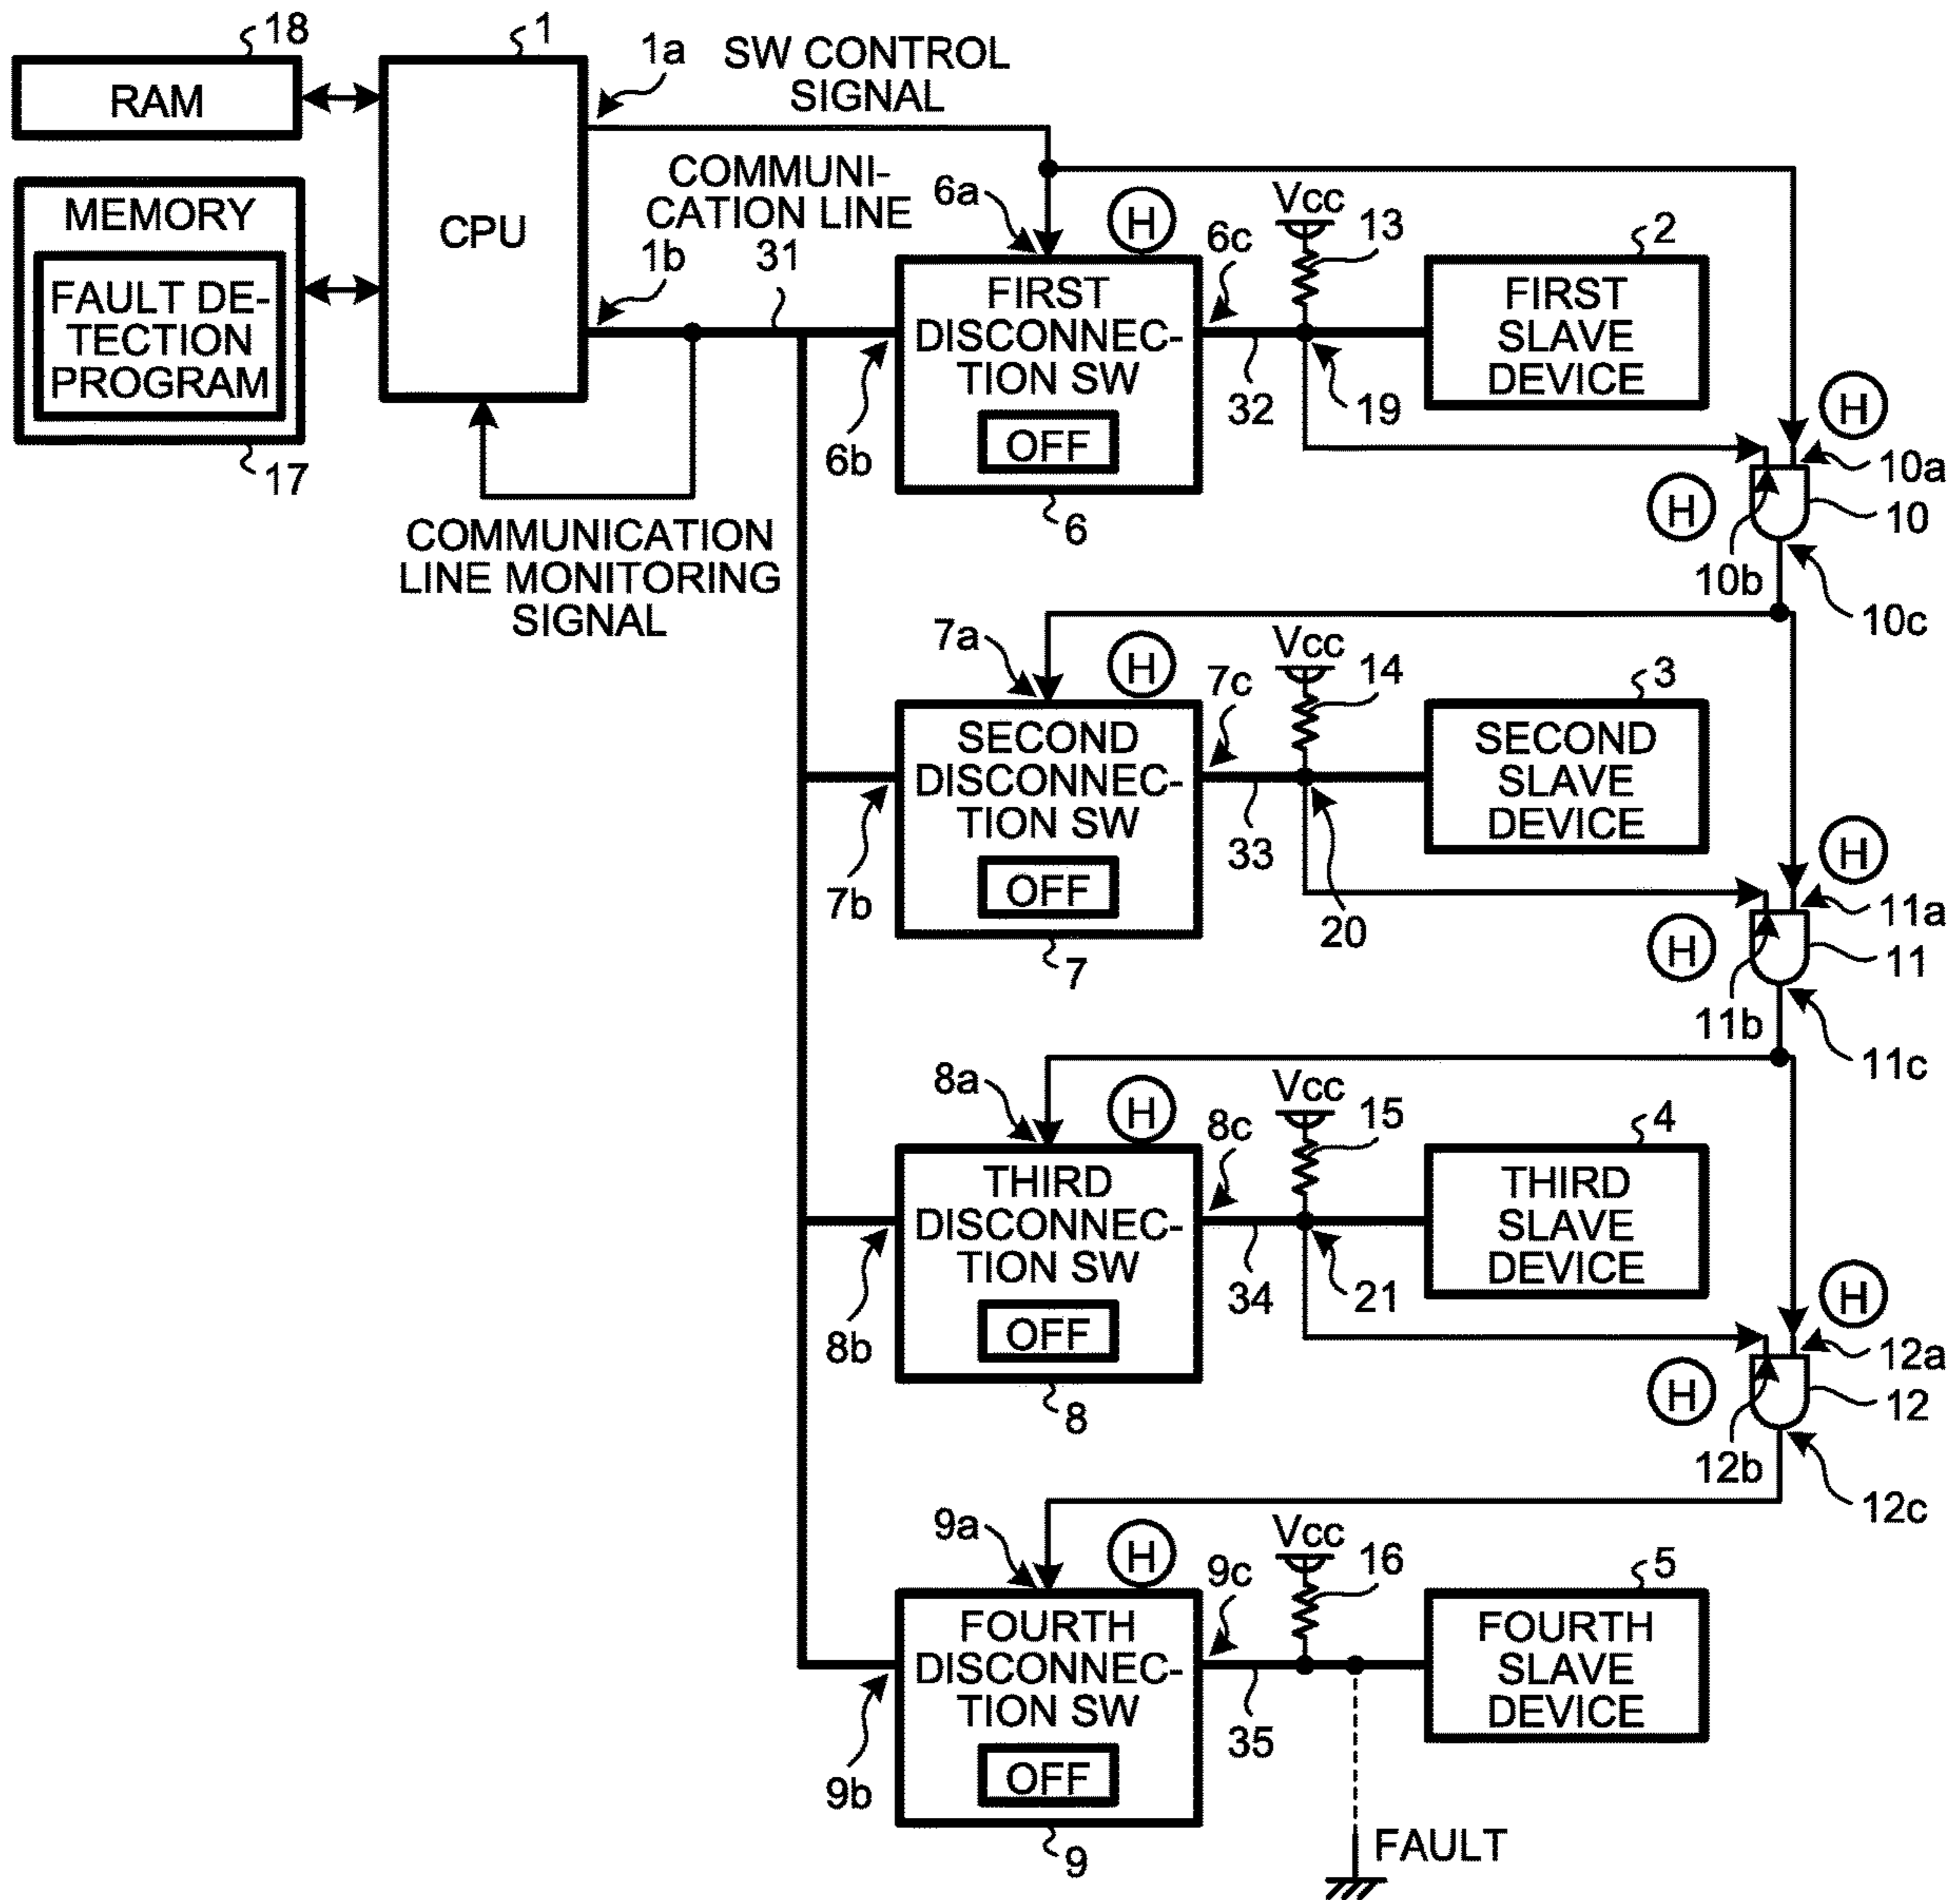 18
RAM
1
CPU
1a
SW CONTROL
SIGNAL
MEMORY
FAULT DE-
TECTION
PROGRAM
17
COMMUNI-
CATION LINE
1b
31
COMMUNICATION
LINE MONITORING
SIGNAL
6a
H
6c
Vcc
13
2
FIRST
DISCONNEC-
TION SW
OFF
6b
6
32
19
FIRST
SLAVE
DEVICE
H
10a
H
10
10b
10c
7a
H
7c
Vcc
14
3
SECOND
DISCONNEC-
TION SW
OFF
7b
7
33
20
SECOND
SLAVE
DEVICE
H
11a
H
11
11b
11c
8a
H
8c
Vcc
15
4
THIRD
DISCONNEC-
TION SW
OFF
8b
8
34
21
THIRD
SLAVE
DEVICE
H
12a
H
12
12b
12c
9a
H
9c
Vcc
16
5
FOURTH
DISCONNEC-
TION SW
OFF
9b
9
35
FOURTH
SLAVE
DEVICE
FAULT